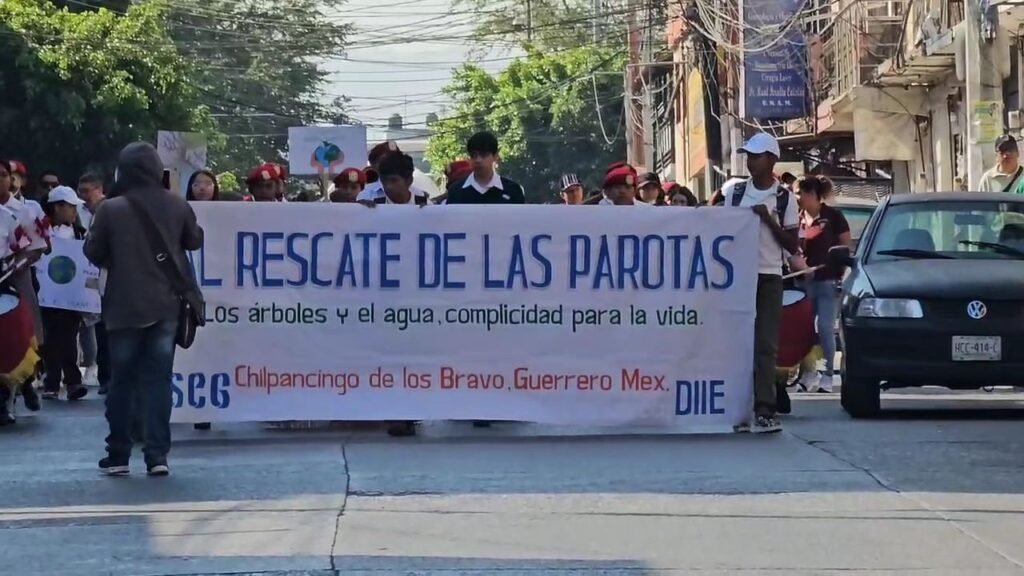 L RESCATE DE LAS PAROTAS
Los árboles y el agua, complicidad para la vida.
Chilpancingo de los Bravo, Guerrero Mex.
SCG
DIIE
HCC-414-C
U.N.A.M.